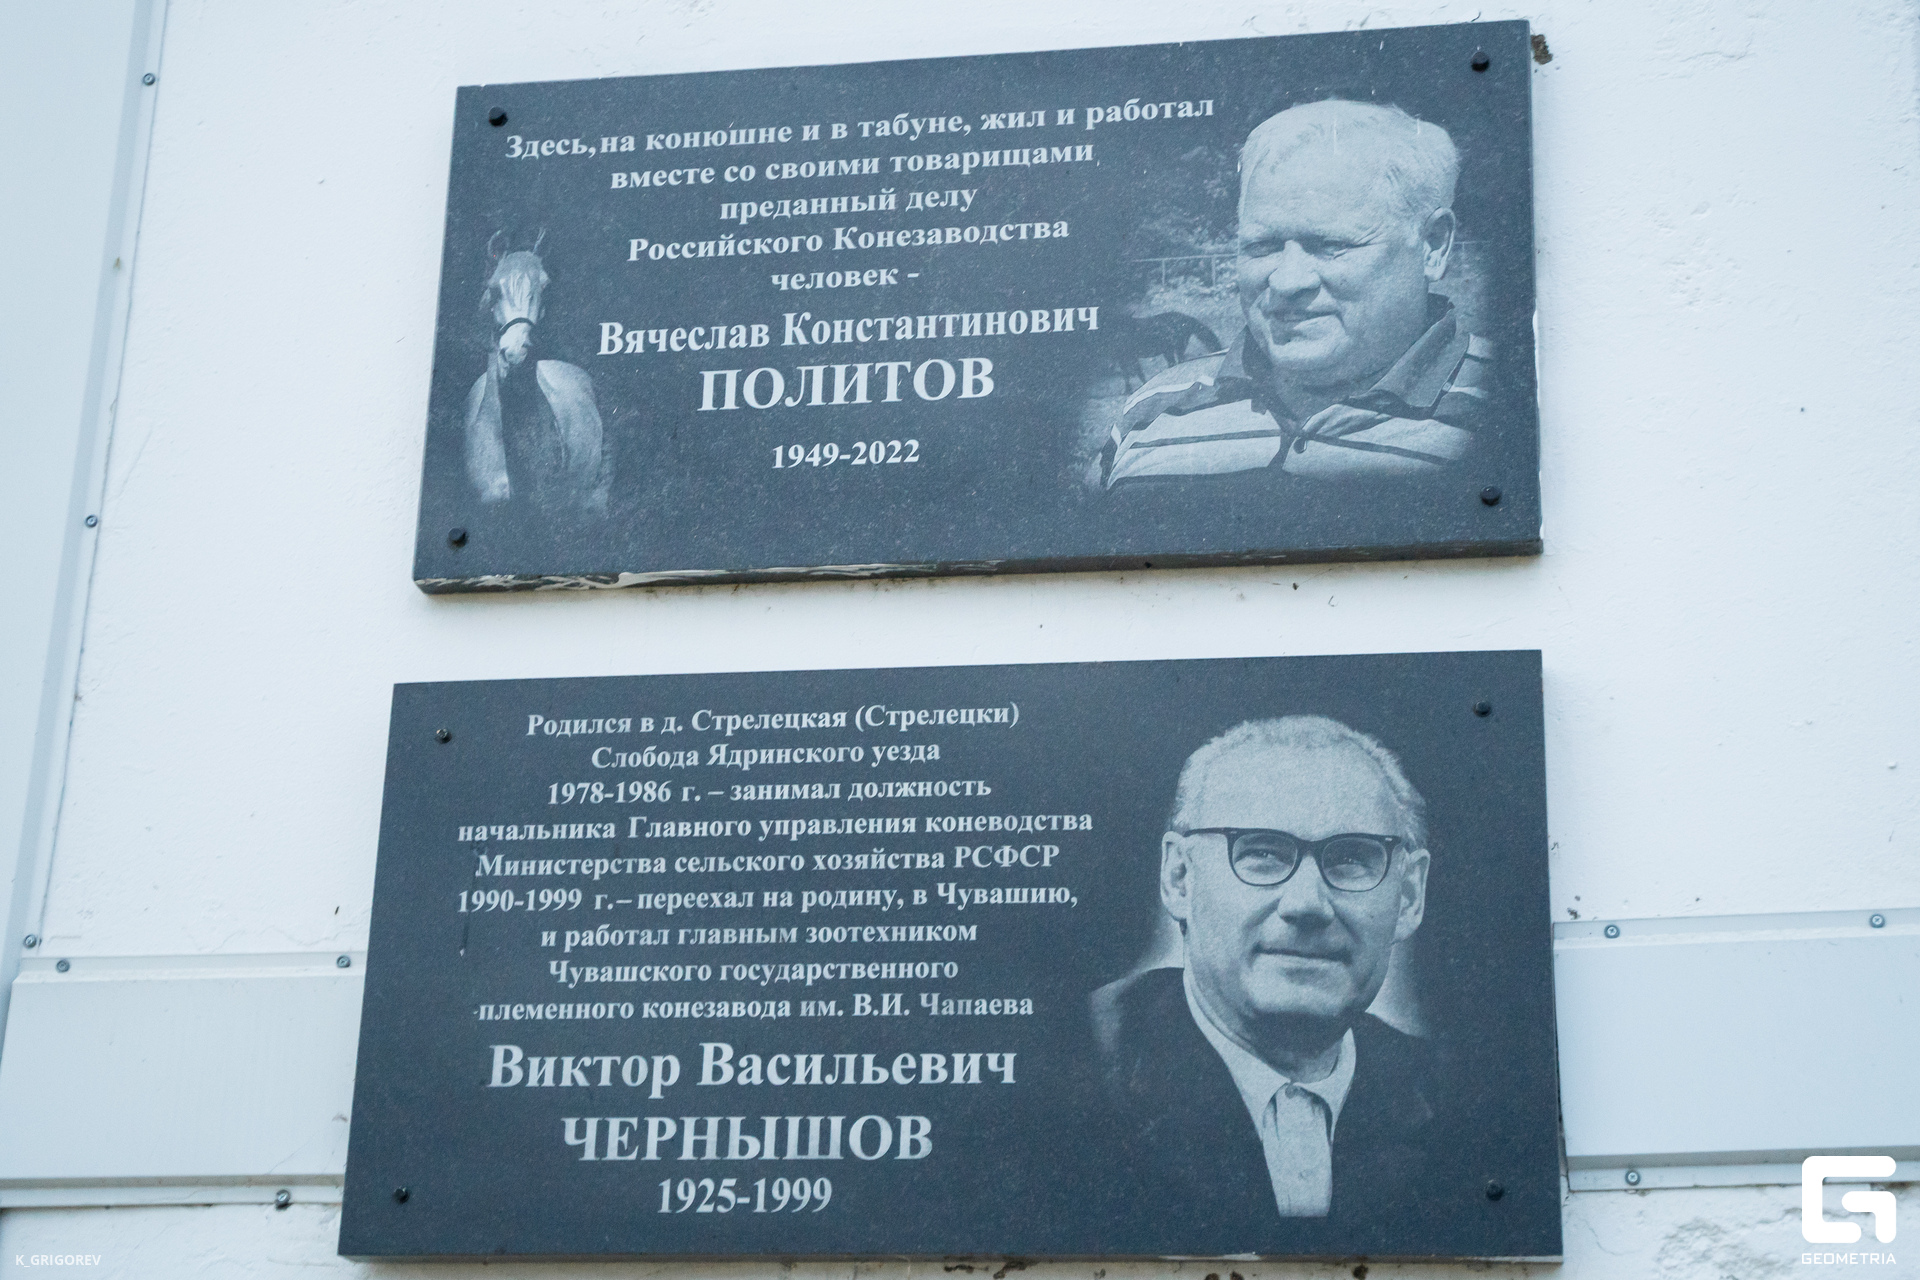 Здесь, на конюшне и в табуне, жил и работал
вместе со своими товарищами,
преданный делу
Российского Конезаводства
человек -
Вячеслав Константинович
ПОЛИТОВ
1949-2022
Родился в д. Стрелецкая (Стрелецки)
Слобода Ядринского уезда
1978-1986 г. – занимал должность
начальника Главного управления коневодства
Министерства сельского хозяйства РСФСР
1990-1999 г. – переехал на родину, в Чувашию,
и работал главным зоотехником
Чувашского государственного
племенного конезавода им. В.И. Чапаева
Виктор Васильевич
ЧЕРНЫШОВ
1925-1999
K_GRIGOREV
GEOMETRIA